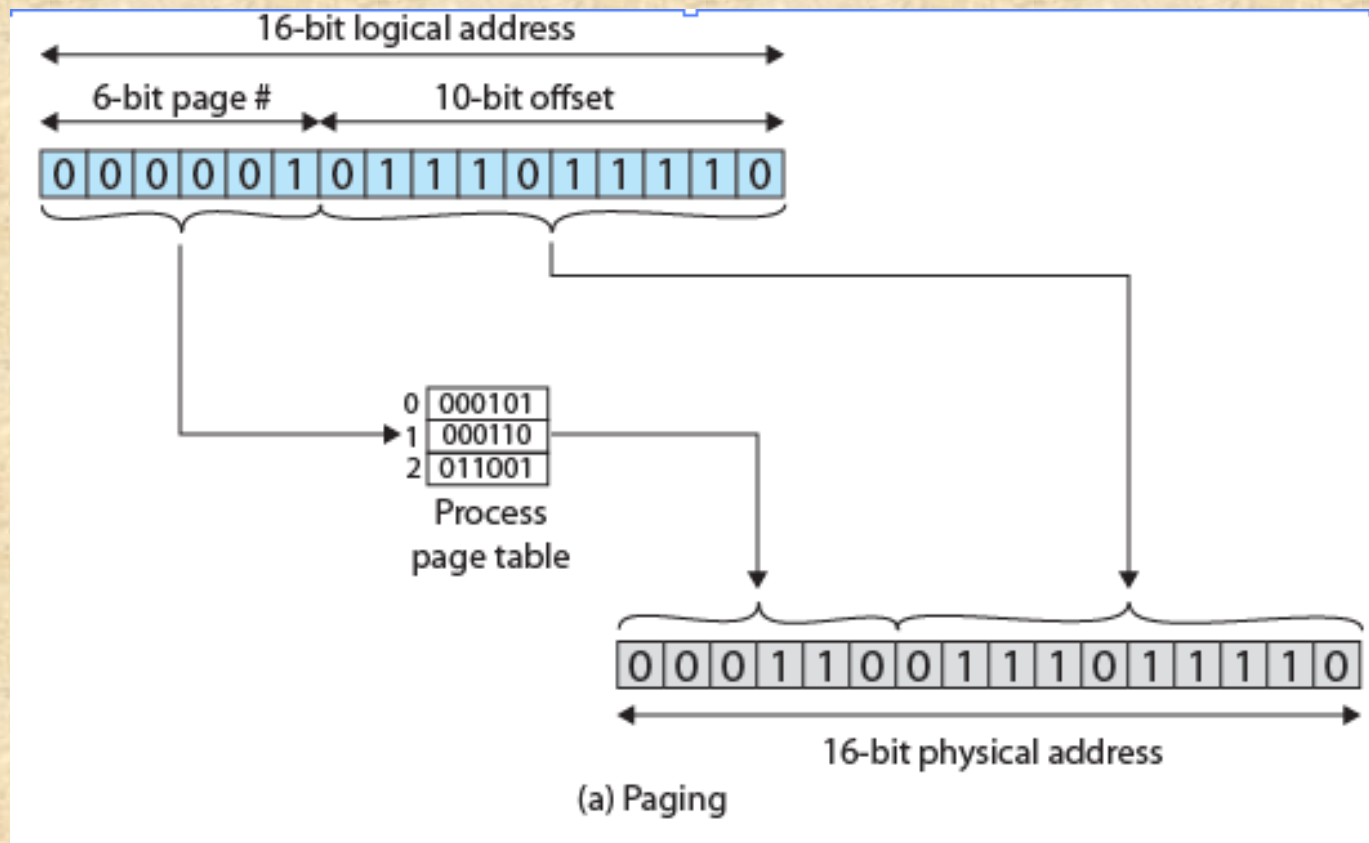 16-bit logical address
6-bit page # 10-bit offset
0 0 0 0 0 1 0 1 1 1 0 1 1 1 1 0
0 000101
1 000110
2 011001
Process
page table
0 0 0 1 1 0 0 1 1 1 0 1 1 1 1 0
16-bit physical address
(a) Paging